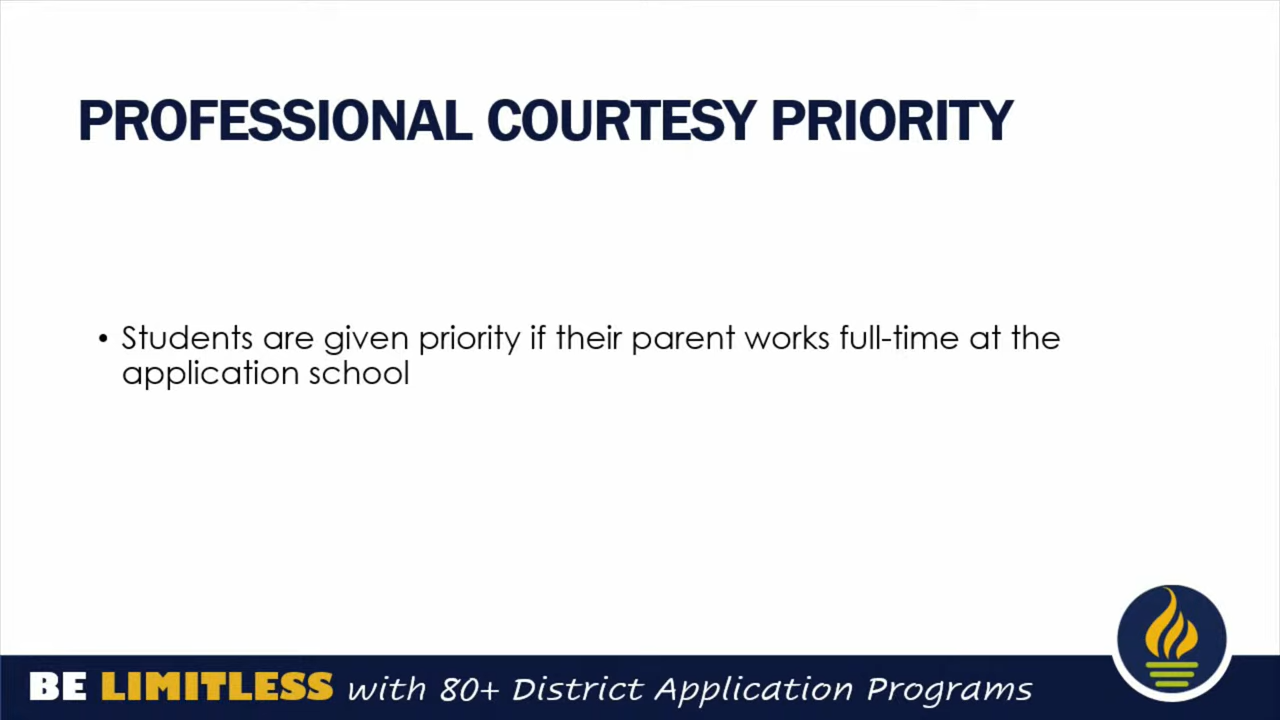 PROFESSIONAL COURTESY PRIORITY
• Students are given priority if their parent works full-time at the
application school
BE LIMITLESS with 80+ District Application Programs